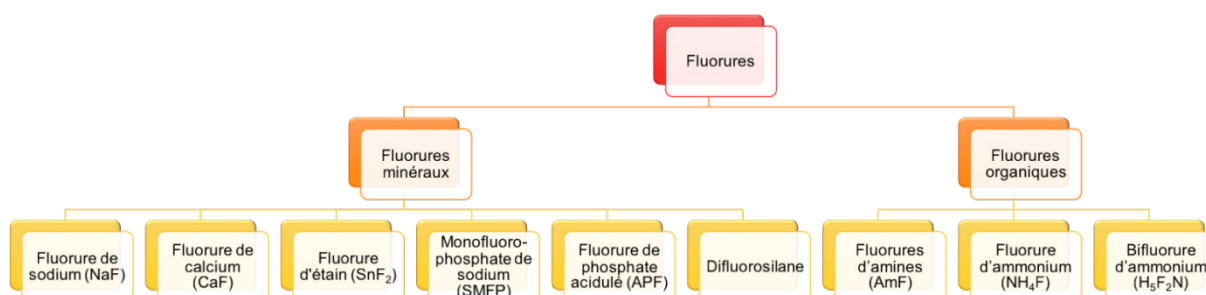 Fluorures
Fluorures
minéraux
Fluorures
organiques
Fluorure de
sodium (NaF)
Fluorure de
calcium
(CaF)
Fluorure
d'étain (SnF₂)
Monofluoro-
phosphate de
sodium
(SMFP)
Fluorure de
phosphate
acidulé (APF)
Difluorosilane
Fluorures
d'amines
(AmF)
Fluorure
d'ammonium
(NH₄F)
Bifluorure
d'ammonium
(H₅F₂N)